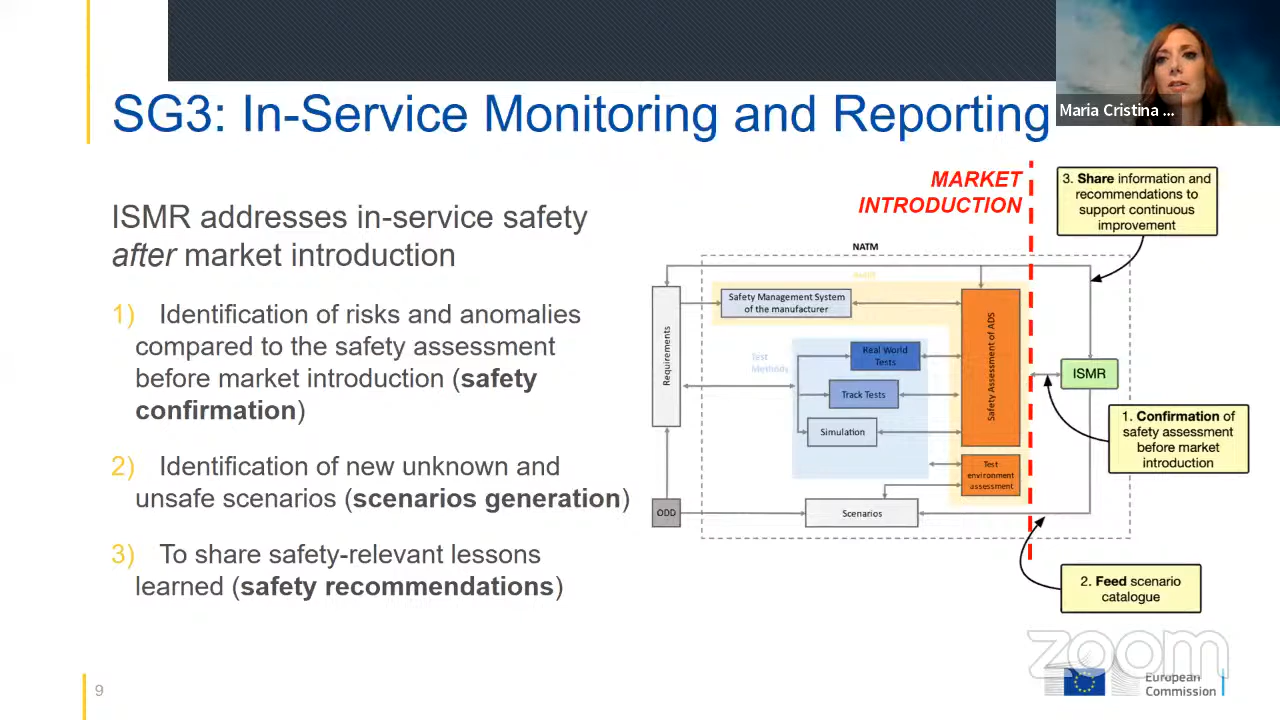 Maria Cristina ...
SG3: In-Service Monitoring and Reporting
ISMR addresses in-service safety
after market introduction
1) Identification of risks and anomalies
compared to the safety assessment
before market introduction (safety
confirmation)
2) Identification of new unknown and
unsafe scenarios (scenarios generation)
3) To share safety-relevant lessons
learned (safety recommendations)
MARKET
INTRODUCTION
3. Share information and
recommendations to
support continuous
improvement
NATM
Audit
Safety Management System
of the manufacturer
Requirements
Test
Methods
Real World
Tests
Track Tests
Simulation
Safety Assessment of ADS
ISMR
1. Confirmation of
safety assessment
before market
introduction
Test
environment
assessment
ODD
Scenarios
2. Feed scenario
catalogue
zoom
European
Commission
9